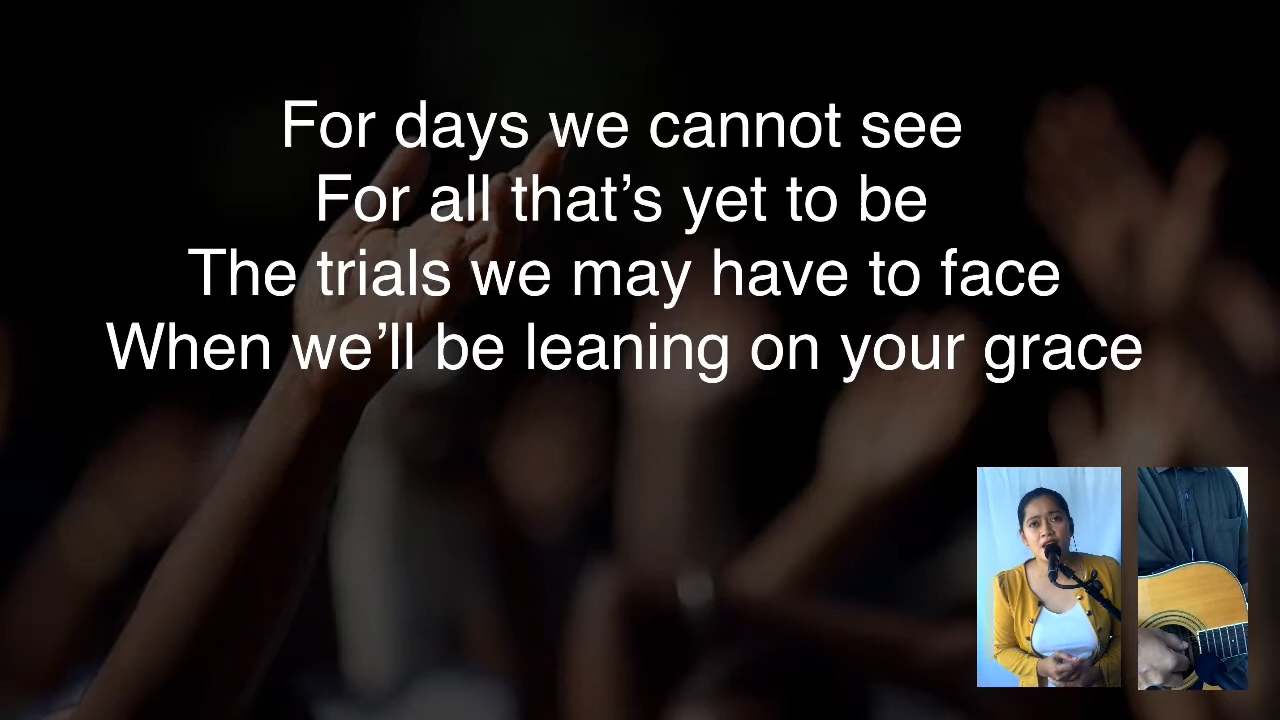 For days we cannot see
For all that’s yet to be
The trials we may have to face
When we’ll be leaning on your grace